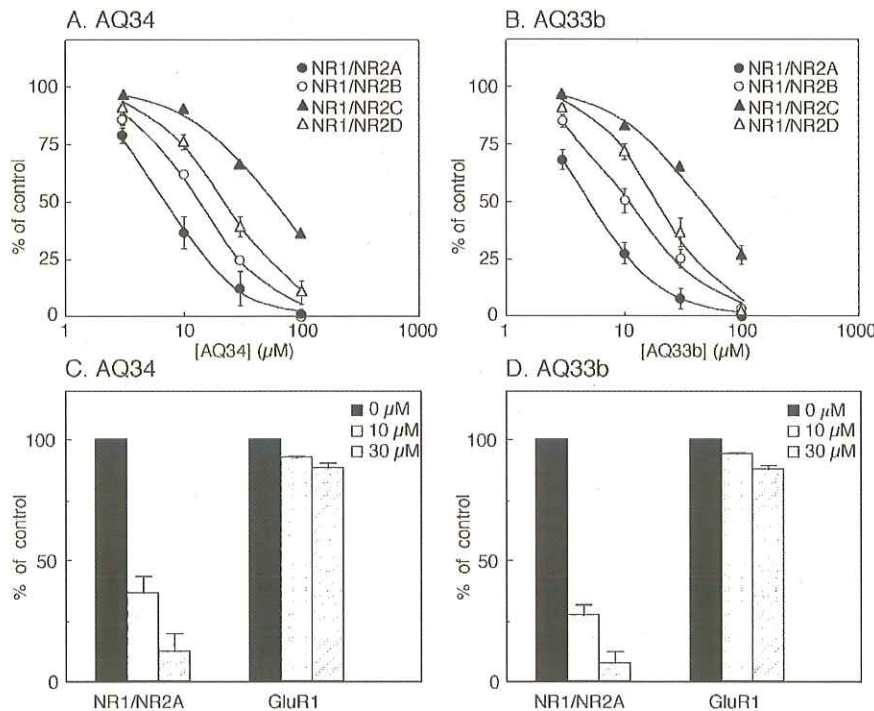 A. AQ34
100
75
50
25
0
% of control
NR1/NR2A
NR1/NR2B
NR1/NR2C
NR1/NR2D
1
10
100
1000
[AQ34] (µM)
B. AQ33b
100
75
50
25
0
% of control
NR1/NR2A
NR1/NR2B
NR1/NR2C
NR1/NR2D
1
10
100
1000
[AQ33b] (µM)
C. AQ34
100
50
0
% of control
0 µM
10 µM
30 µM
NR1/NR2A
GluR1
D. AQ33b
100
50
0
% of control
0 µM
10 µM
30 µM
NR1/NR2A
GluR1